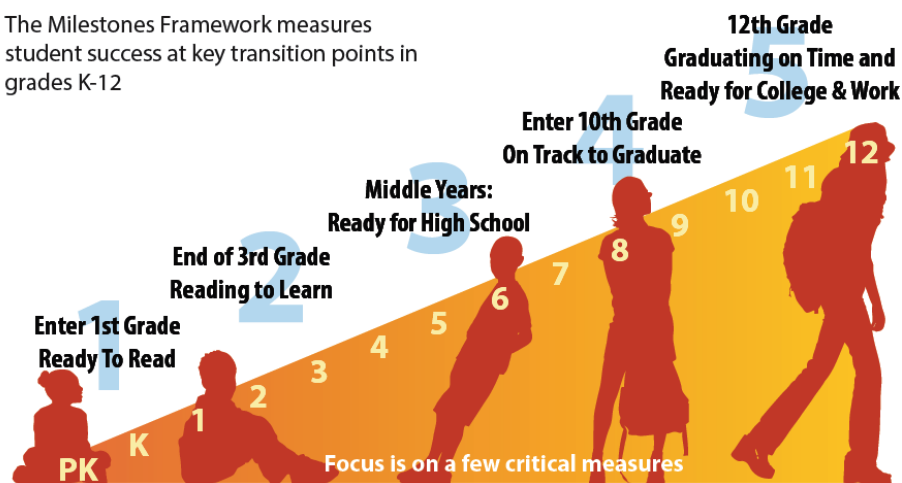 The Milestones Framework measures
student success at key transition points in
grades K-12
1
Enter 1st Grade
Ready To Read
2
End of 3rd Grade
Reading to Learn
3
Middle Years:
Ready for High School
4
Enter 10th Grade
On Track to Graduate
5
12th Grade
Graduating on Time and
Ready for College & Work
PK
K
1
2
3
4
5
6
7
8
9
10
11
12
Focus is on a few critical measures